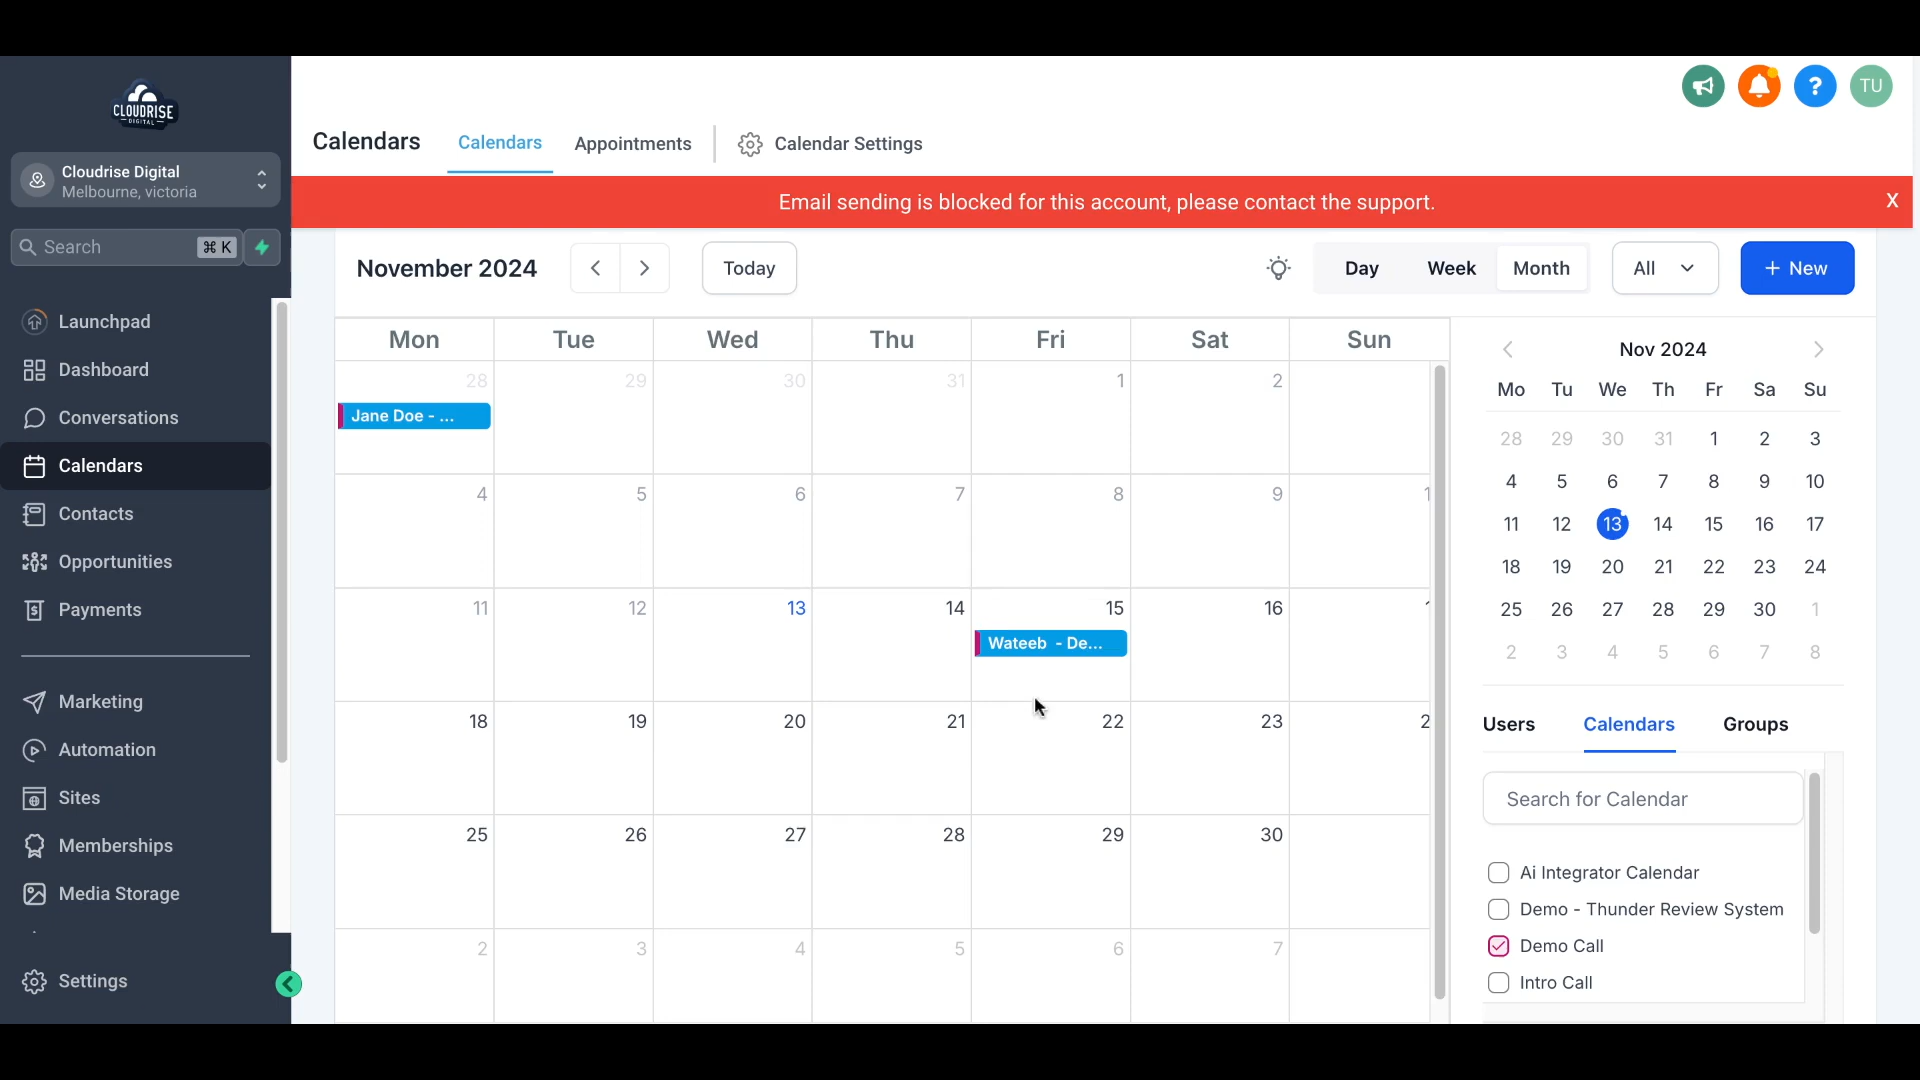 CLOUDRISE
DIGITAL
Cloudrise Digital
Melbourne, victoria
Search ⌘ K
Launchpad
Dashboard
Conversations
Calendars
Contacts
Opportunities
Payments
Marketing
Automation
Sites
Memberships
Media Storage
Settings
TU
Calendars Calendars Appointments Calendar Settings
Email sending is blocked for this account, please contact the support. X
November 2024 Today Day Week Month All + New
Mon Tue Wed Thu Fri Sat Sun
28 29 30 31 1 2
Jane Doe - ...
4 5 6 7 8 9 1
11 12 13 14 15 16 1
Wateeb - De...
18 19 20 21 22 23 2
25 26 27 28 29 30
2 3 4 5 6 7
Nov 2024
Mo Tu We Th Fr Sa Su
28 29 30 31 1 2 3
4 5 6 7 8 9 10
11 12 13 14 15 16 17
18 19 20 21 22 23 24
25 26 27 28 29 30 1
2 3 4 5 6 7 8
Users Calendars Groups
Search for Calendar
Ai Integrator Calendar
Demo - Thunder Review System
Demo Call
Intro Call